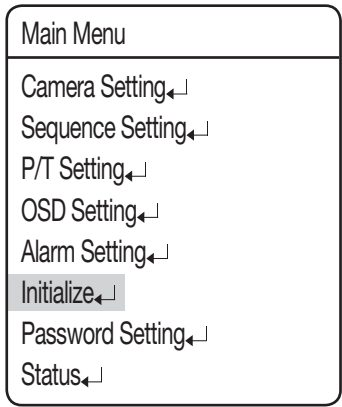 Main Menu
Camera Setting↵
Sequence Setting↵
P/T Setting↵
OSD Setting↵
Alarm Setting↵
Initialize↵
Password Setting↵
Status↵